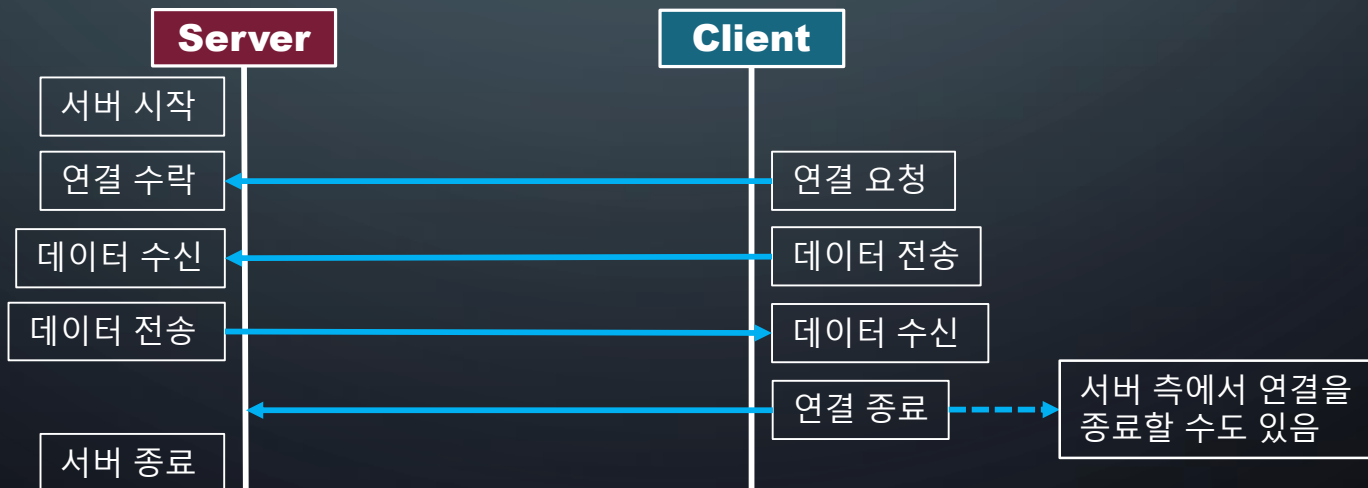 Server
Client
서버 시작
연결 수락
연결 요청
데이터 수신
데이터 전송
데이터 전송
데이터 수신
연결 종료
서버 측에서 연결을
종료할 수도 있음
서버 종료